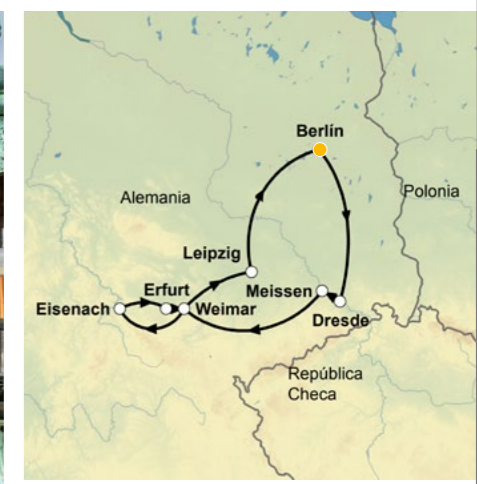 Berlín
Alemania
Polonia
Leipzig
Erfurt
Meissen
Eisenach
Weimar
Dresde
República
Checa